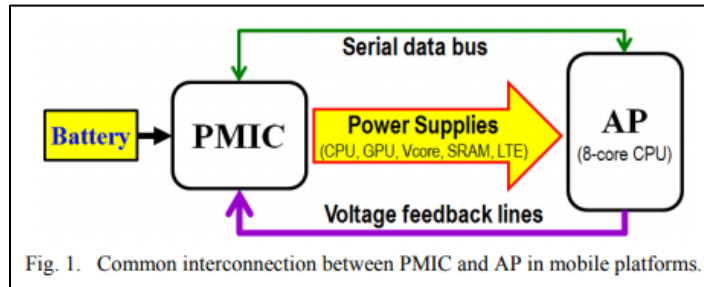 Serial data bus
Battery
PMIC
Power Supplies
(CPU, GPU, Vcore, SRAM, LTE)
AP
(8-core CPU)
Voltage feedback lines
Fig. 1. Common interconnection between PMIC and AP in mobile platforms.